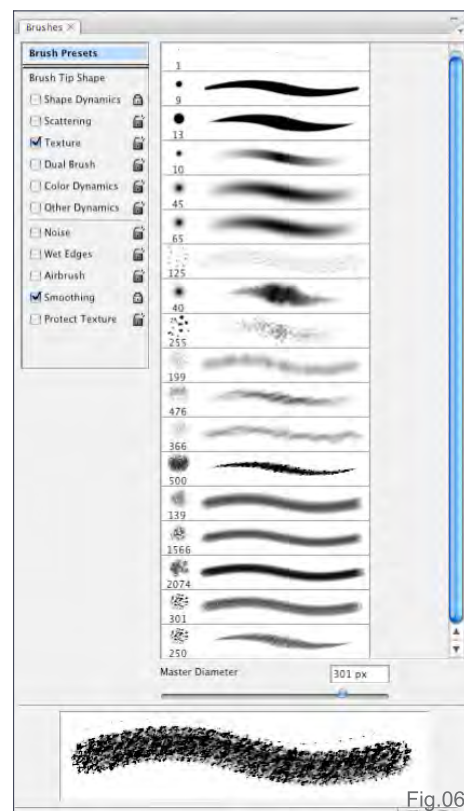 Brushes ×
Brush Presets
Brush Tip Shape
Shape Dynamics
Scattering
Texture
Dual Brush
Color Dynamics
Other Dynamics
Noise
Wet Edges
Airbrush
Smoothing
Protect Texture
1
9
13
10
45
65
125
40
255
199
476
366
500
139
1566
2074
301
250
Master Diameter 301 px
Fig.06